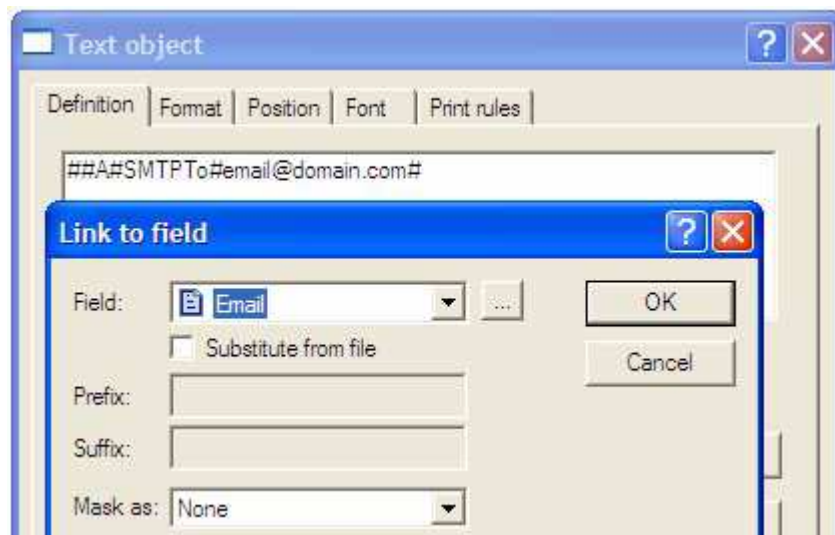 Text object
Definition Format Position Font Print rules
##A#SMTPTo#email@domain.com#
Link to field
Field: Email ... OK
Substitute from file
Cancel
Prefix:
Suffix:
Mask as: None